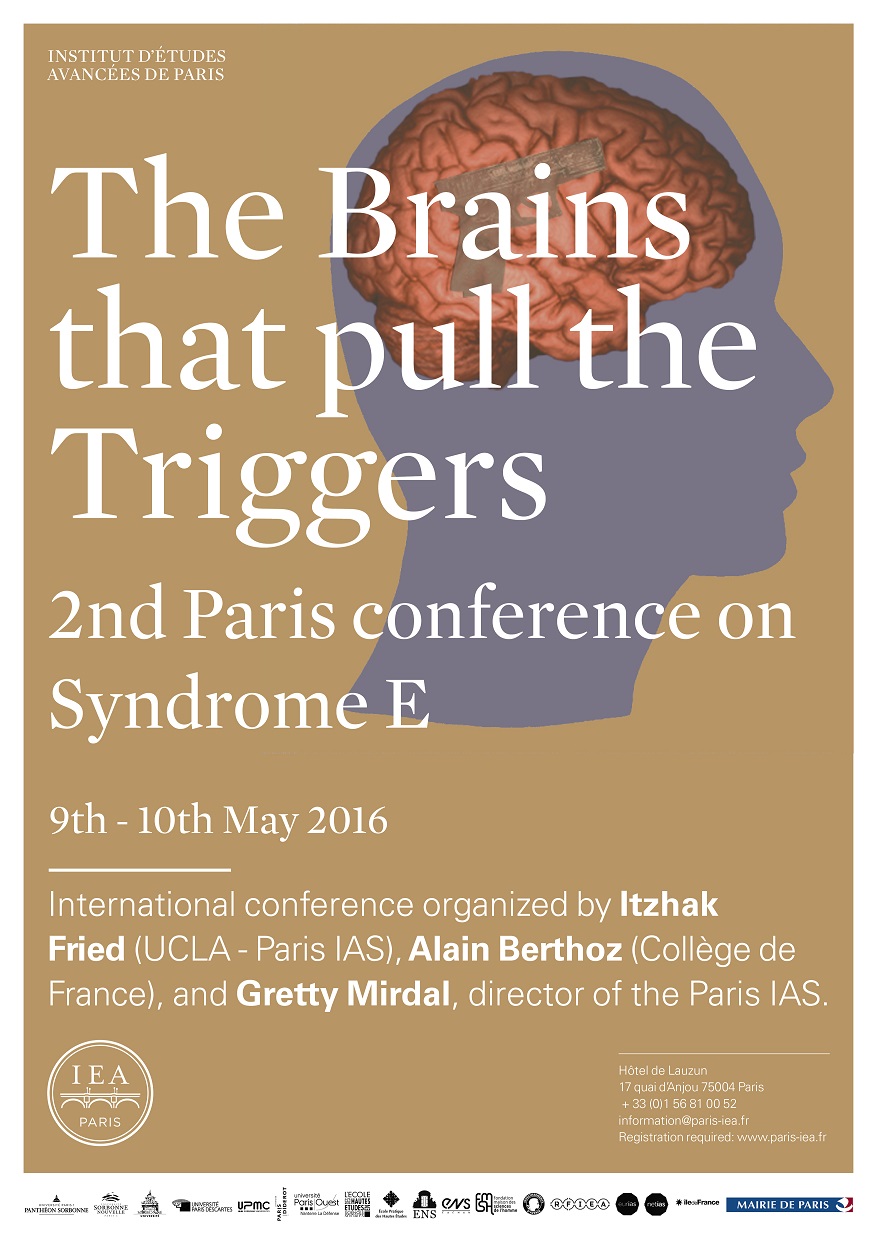 INSTITUT D'ÉTUDES
AVANCÉES DE PARIS
The Brains
that pull the
Triggers
2nd Paris conference on
Syndrome E
9th - 10th May 2016
International conference organized by Itzhak
Fried (UCLA - Paris IAS), Alain Berthoz (Collège de
France), and Gretty Mirdal, director of the Paris IAS.
IEA
PARIS
Hôtel de Lauzun
17 quai d'Anjou 75004 Paris
+ 33 (0)1 56 81 00 52
information@paris-iea.fr
Registration required: www.paris-iea.fr
PANTHÉON SORBONNE
SORBONNE
NOUVELLE
UNIVERSITÉ
PARIS DESCARTES
UPMC
PARIS
DIDEROT
université
Paris Ouest
Nanterre La Défense
L'ECOLE
DES HAUTES
ETUDES EN
SCIENCES
SOCIALES
École Pratique
des Hautes Études
ENS
ens
FMSH
fondation
maison des
sciences
de l'homme
RFIEA
eurias
netias
îledeFrance
MAIRIE DE PARIS